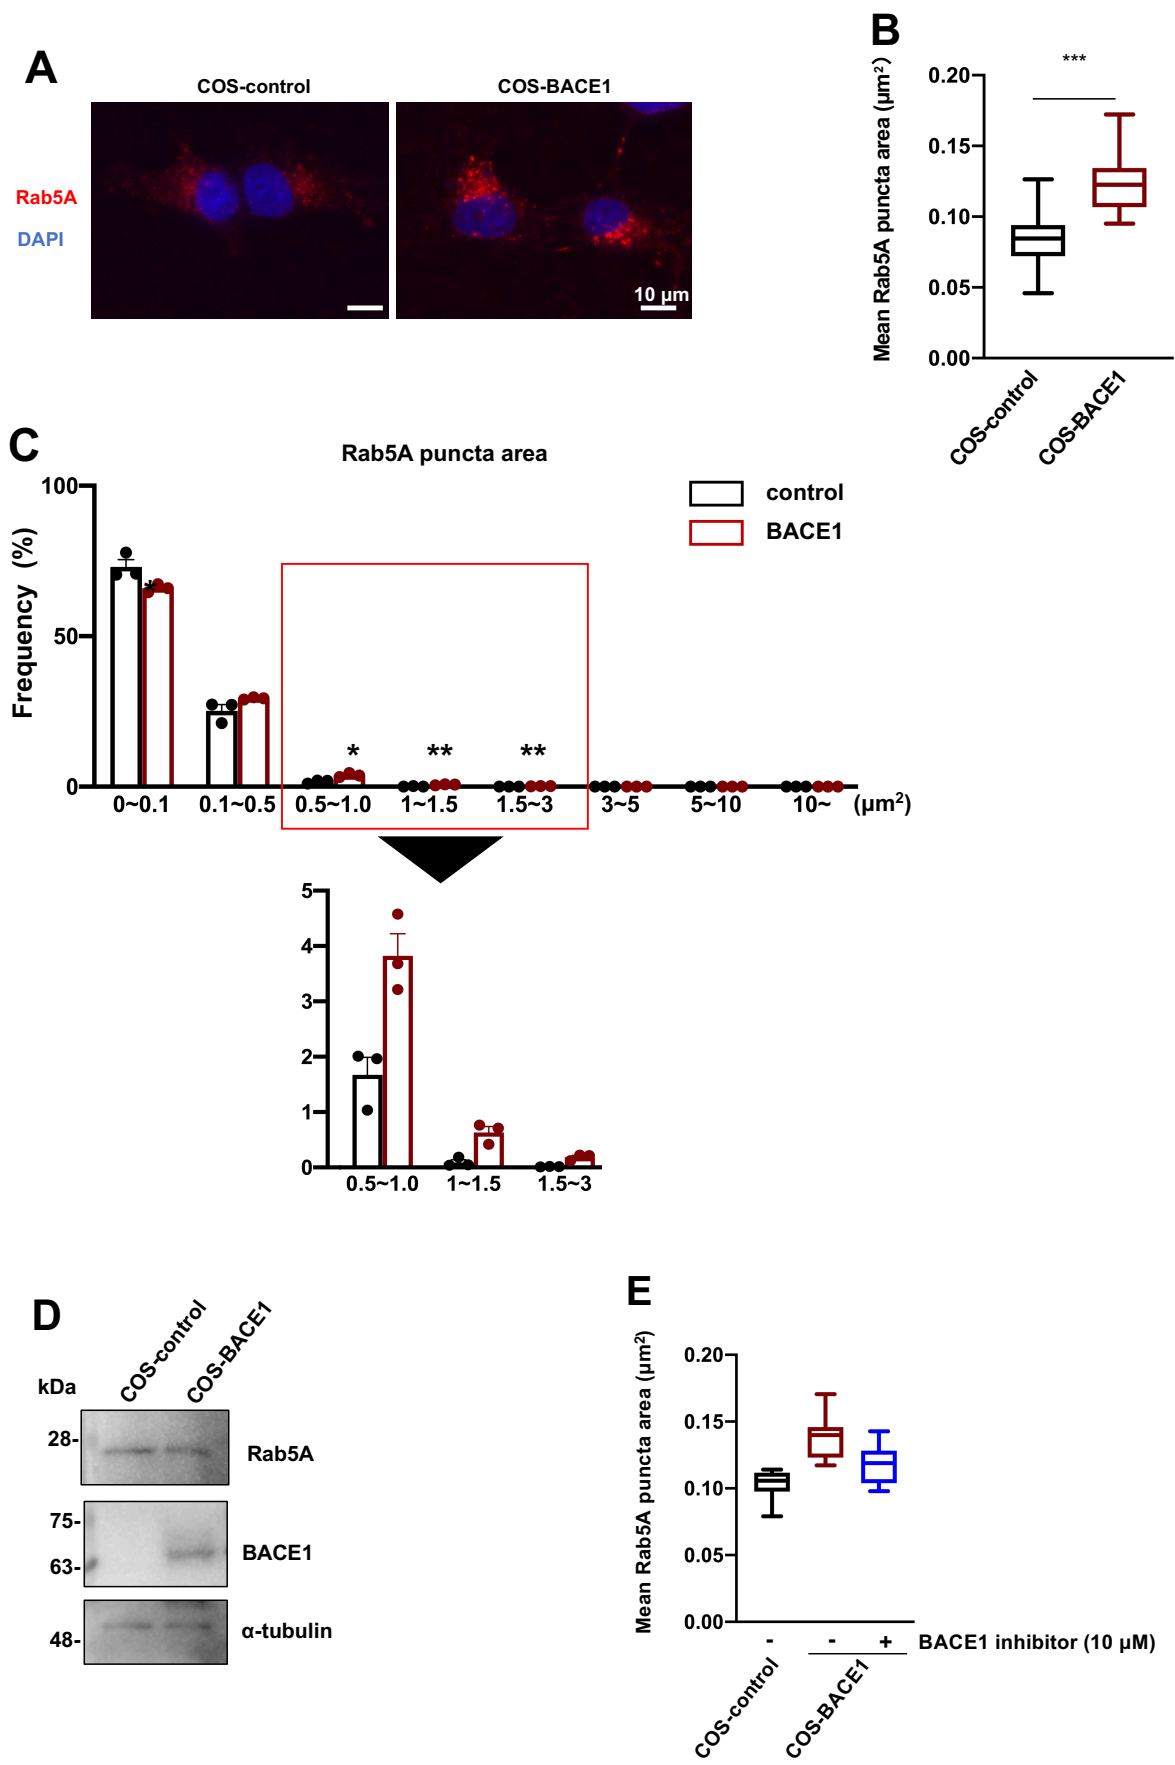 A
COS-control
COS-BACE1
Rab5A
DAPI
10 µm
B
***
Mean Rab5A puncta area (µm²)
0.20
0.15
0.10
0.05
0.00
COS-control
COS-BACE1
C
Rab5A puncta area
control
BACE1
Frequency (%)
100
50
0
*
*
**
**
0~0.1
0.1~0.5
0.5~1.0
1~1.5
1.5~3
3~5
5~10
10~
(µm²)
5
4
3
2
1
0
0.5~1.0
1~1.5
1.5~3
D
COS-control
COS-BACE1
kDa
28-
Rab5A
75-
63-
BACE1
48-
α-tubulin
E
Mean Rab5A puncta area (µm²)
0.20
0.15
0.10
0.05
0.00
- - + BACE1 inhibitor (10 µM)
COS-control
COS-BACE1